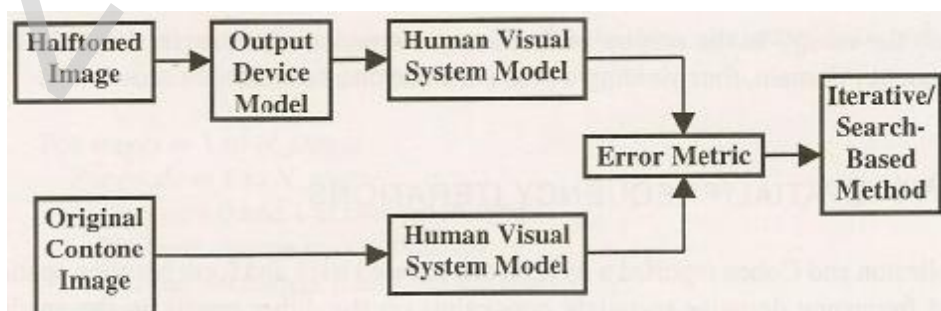 Halftoned
Image
Output
Device
Model
Human Visual
System Model
Error Metric
Iterative/
Search-
Based
Method
Original
Contone
Image
Human Visual
System Model